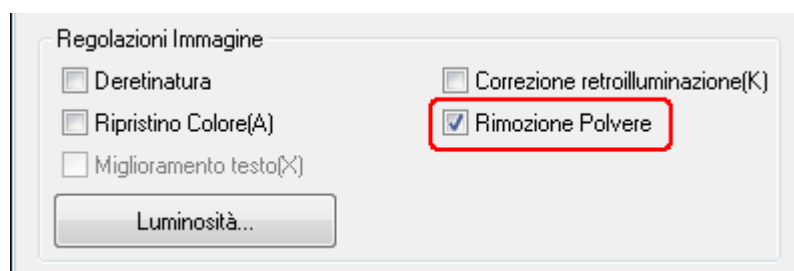 Regolazioni Immagine
Deretinatura
Correzione retroilluminazione(K)
Ripristino Colore(A)
Rimozione Polvere
Miglioramento testo(X)
Luminosità...